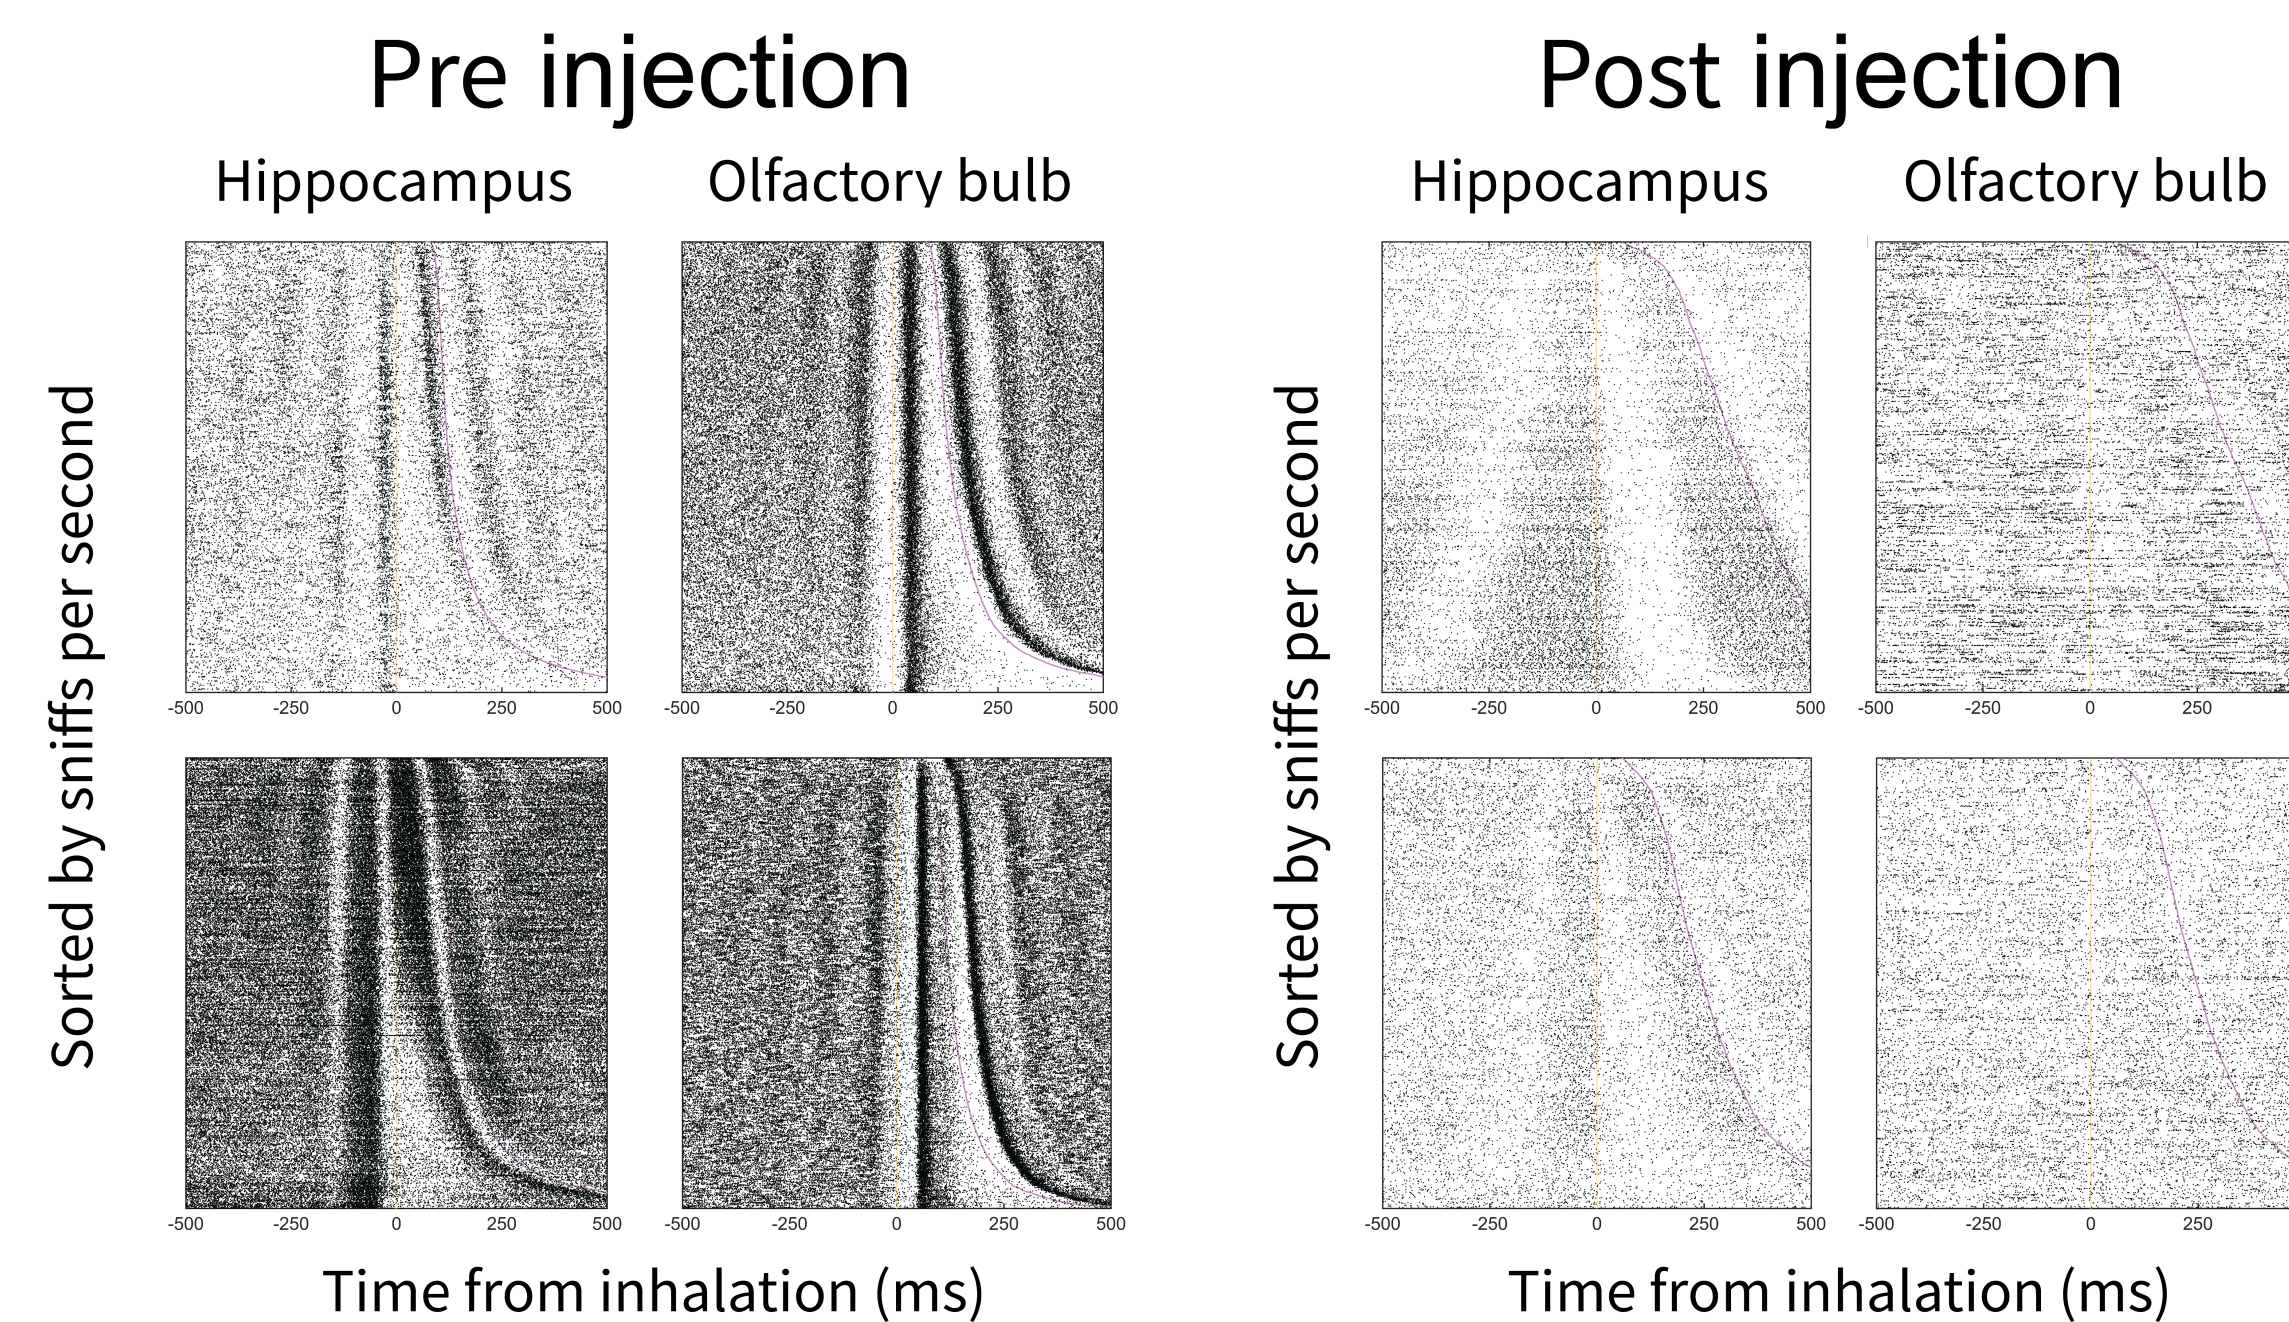 Pre injection
Post injection
Hippocampus
Olfactory bulb
Hippocampus
Olfactory bulb
Sorted by sniffs per second
Sorted by sniffs per second
-500 -250 0 250 500
-500 -250 0 250 500
-500 -250 0 250 500
-500 -250 0 250
-500 -250 0 250 500
-500 -250 0 250 500
-500 -250 0 250 500
-500 -250 0 250
Time from inhalation (ms)
Time from inhalation (ms)